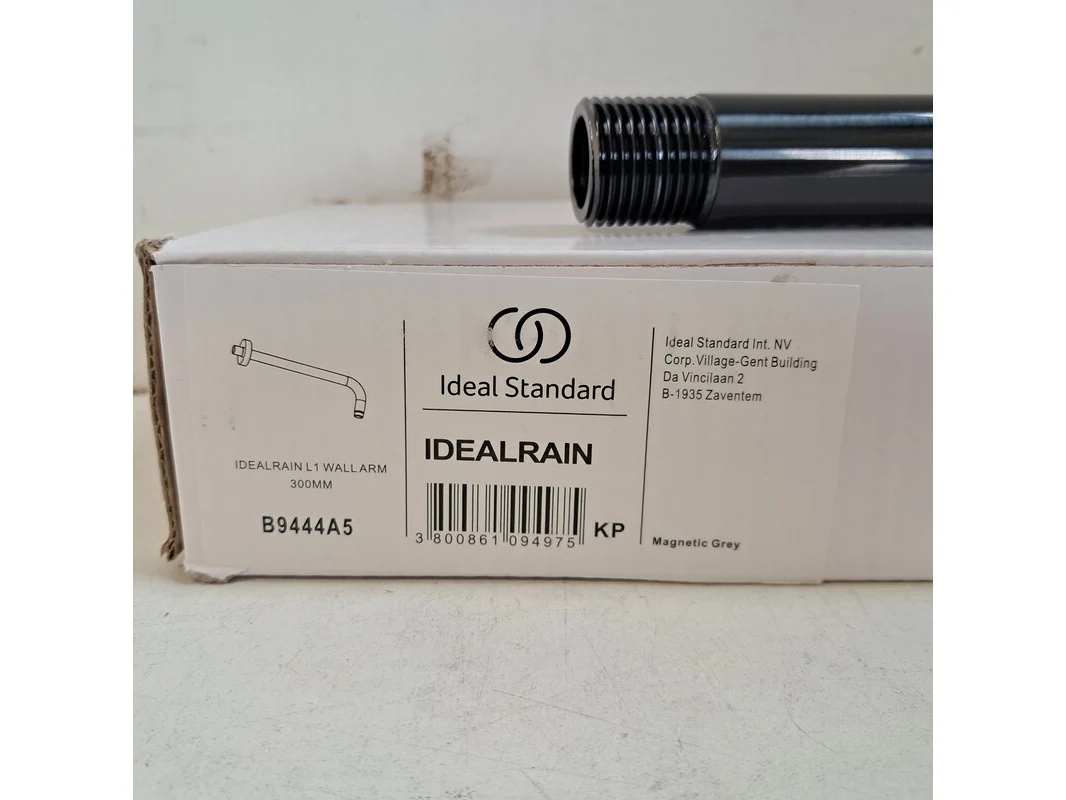 IDEALRAIN L1 WALL ARM
300MM
B9444A5
Ideal Standard
IDEALRAIN
3 800861 094975
KP
Ideal Standard Int. NV
Corp. Village-Gent Building
Da Vincilaan 2
B-1935 Zaventem
Magnetic Grey